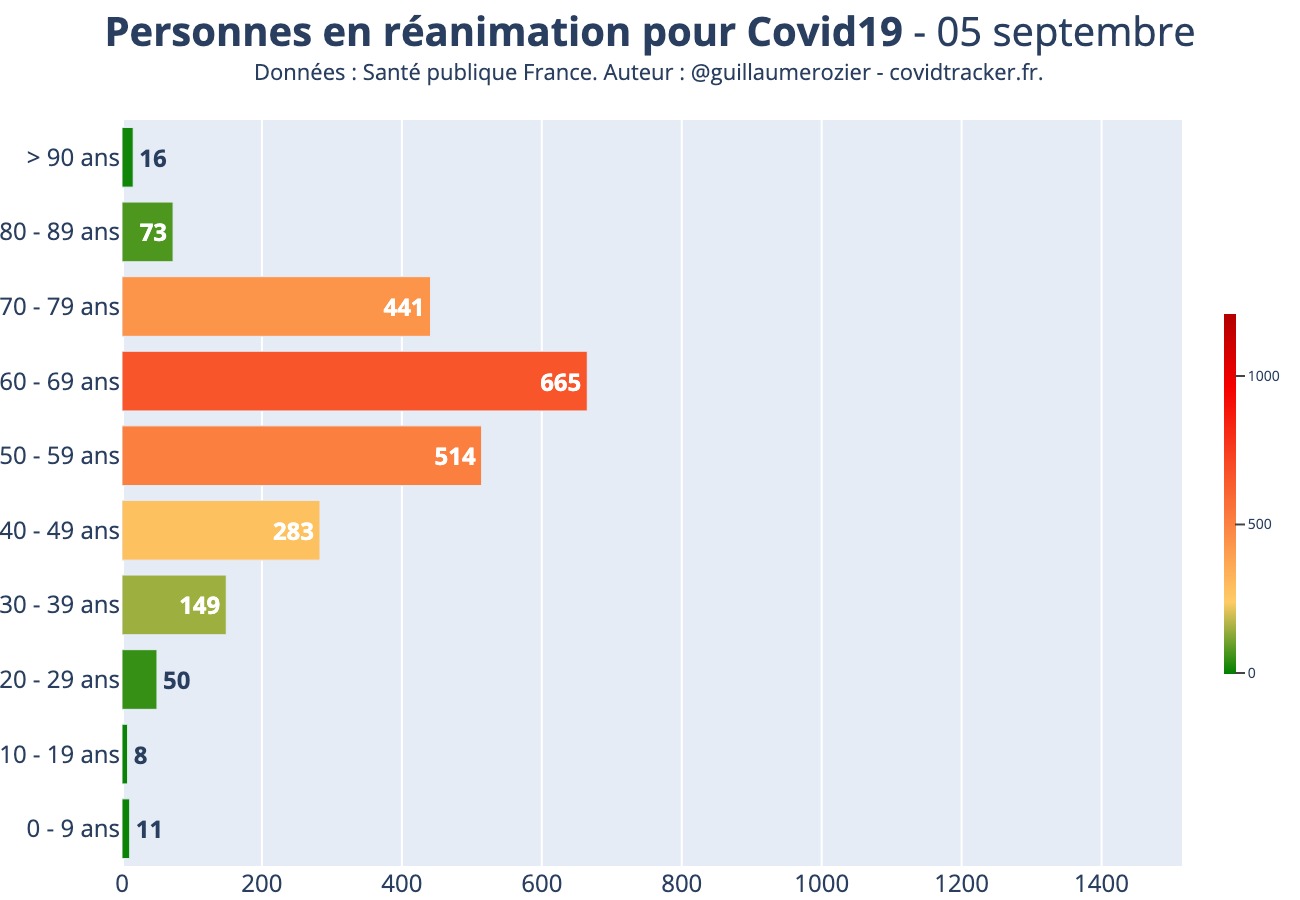 Personnes en réanimation pour Covid19 - 05 septembre
Données : Santé publique France. Auteur : @guillaumerozier - covidtracker.fr.
> 90 ans 16
80 - 89 ans 73
70 - 79 ans 441
60 - 69 ans 665
50 - 59 ans 514
40 - 49 ans 283
30 - 39 ans 149
20 - 29 ans 50
10 - 19 ans 8
0 - 9 ans 11
0 200 400 600 800 1000 1200 1400
1000
500
0